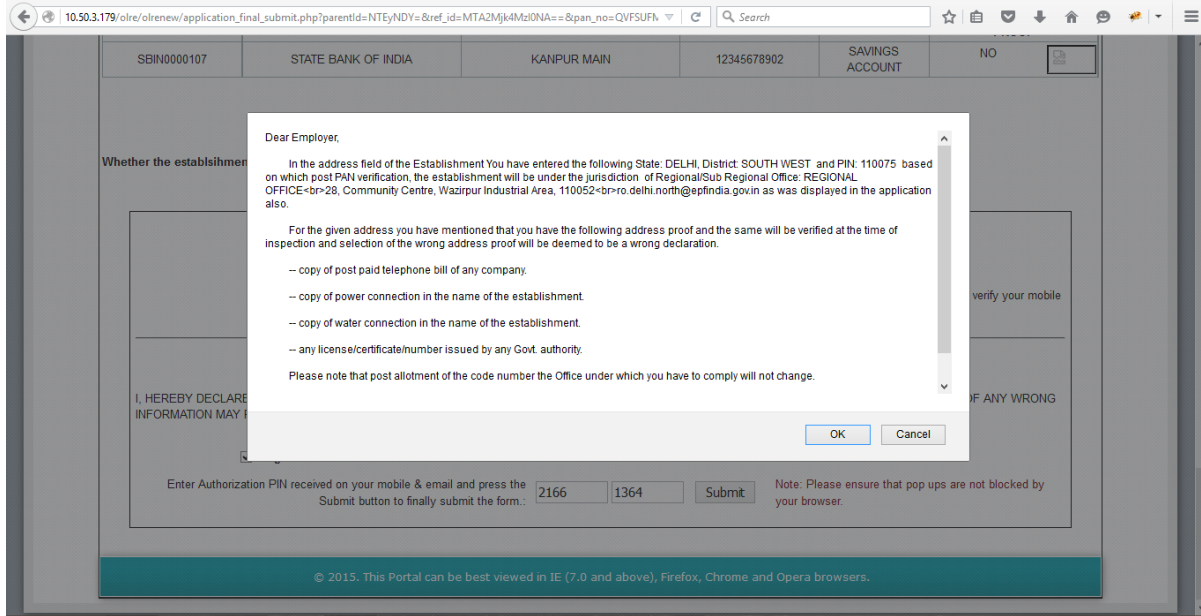 10.50.3.179/olre/olrenew/application_final_submit.php?parentId=NTEyNDY=&ref_id=MTA2Mjk4MzI0NA==&pan_no=QVFSUFN
Search
SBIN0000107 STATE BANK OF INDIA KANPUR MAIN 12345678902 SAVINGS ACCOUNT NO
Whether the establsihmen
Dear Employer,
In the address field of the Establishment You have entered the following State: DELHI, District: SOUTH WEST and PIN: 110075 based
on which post PAN verification, the establishment will be under the jurisdiction of Regional/Sub Regional Office: REGIONAL
OFFICE<br>28, Community Centre, Wazirpur Industrial Area, 110052<br>ro.delhi.north@epfindia.gov.in as was displayed in the application
also.
For the given address you have mentioned that you have the following address proof and the same will be verified at the time of
inspection and selection of the wrong address proof will be deemed to be a wrong declaration.
-- copy of post paid telephone bill of any company.
-- copy of power connection in the name of the establishment.
-- copy of water connection in the name of the establishment.
-- any license/certificate/number issued by any Govt. authority.
Please note that post allotment of the code number the Office under which you have to comply will not change.
OK Cancel
verify your mobile
I, HEREBY DECLARE
OF ANY WRONG
INFORMATION MAY
Enter Authorization PIN received on your mobile & email and press the
Submit button to finally submit the form.:
2166 1364 Submit
Note: Please ensure that pop ups are not blocked by
your browser.
© 2015. This Portal can be best viewed in IE (7.0 and above), Firefox, Chrome and Opera browsers.